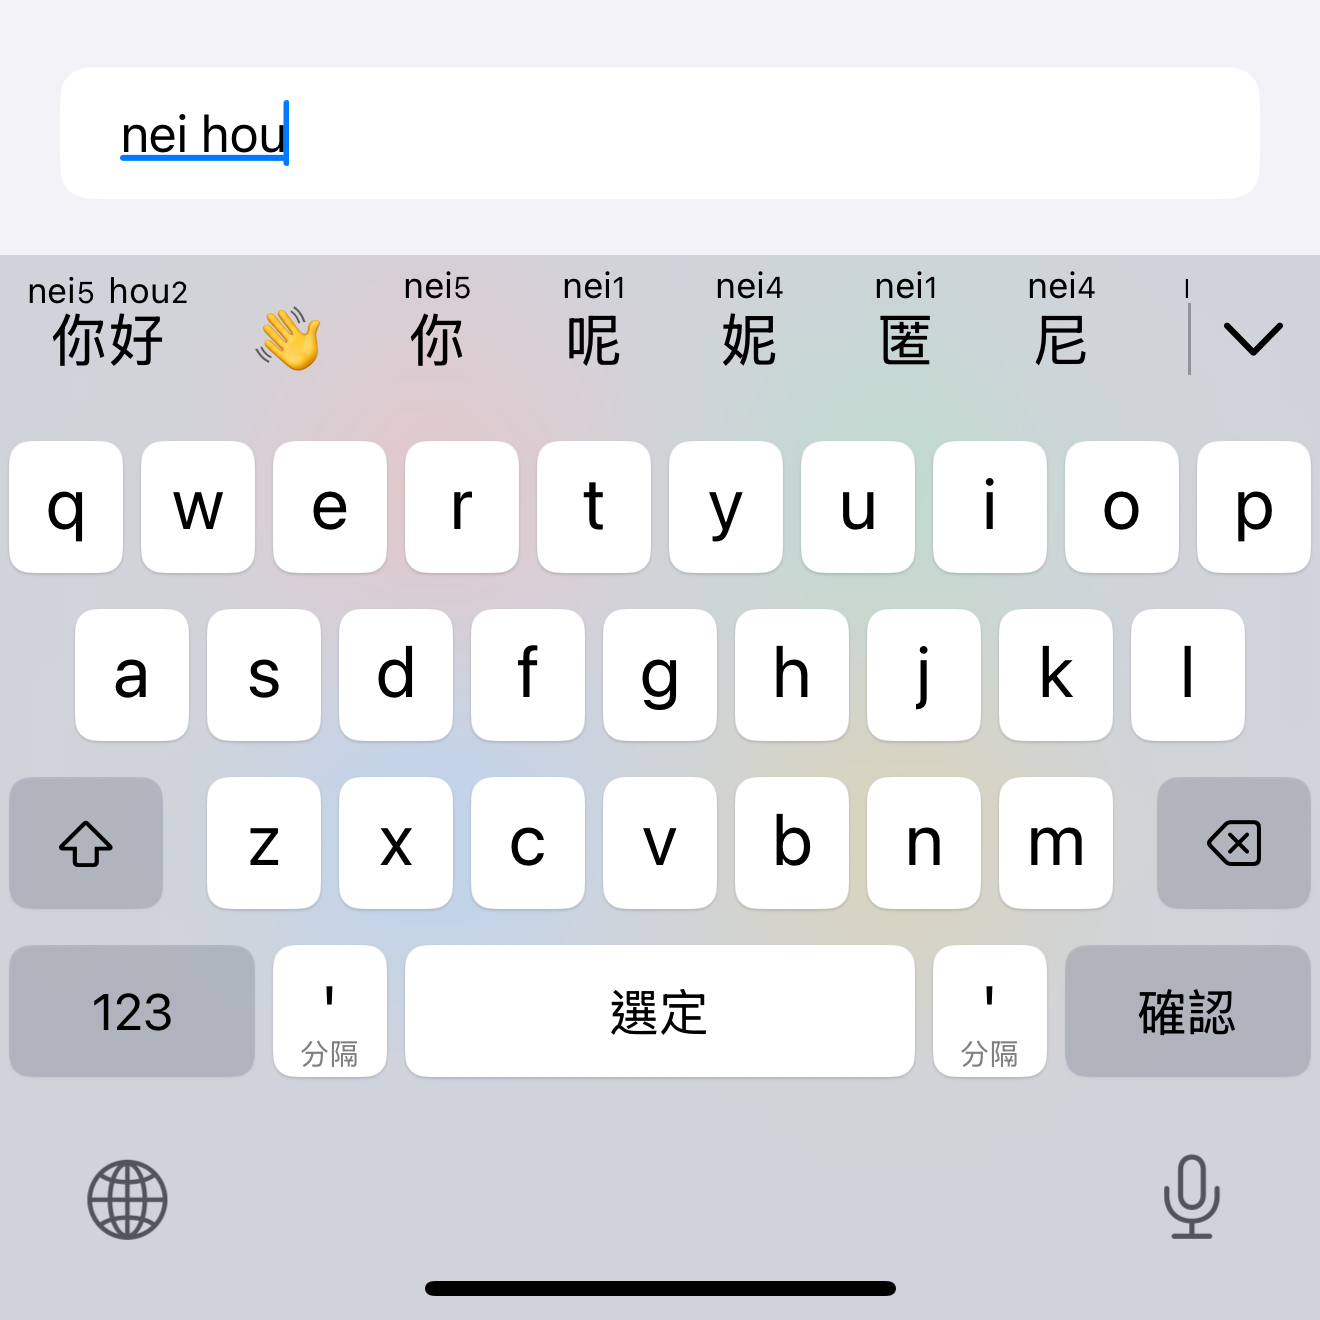 nei hou
nei5 hou2 nei5 nei1 nei4 nei1 nei4
你好 👋 你 呢 妮 匿 尼
q w e r t y u i o p
a s d f g h j k l
z x c v b n m
123 ' 選定 ' 確認
分隔 分隔